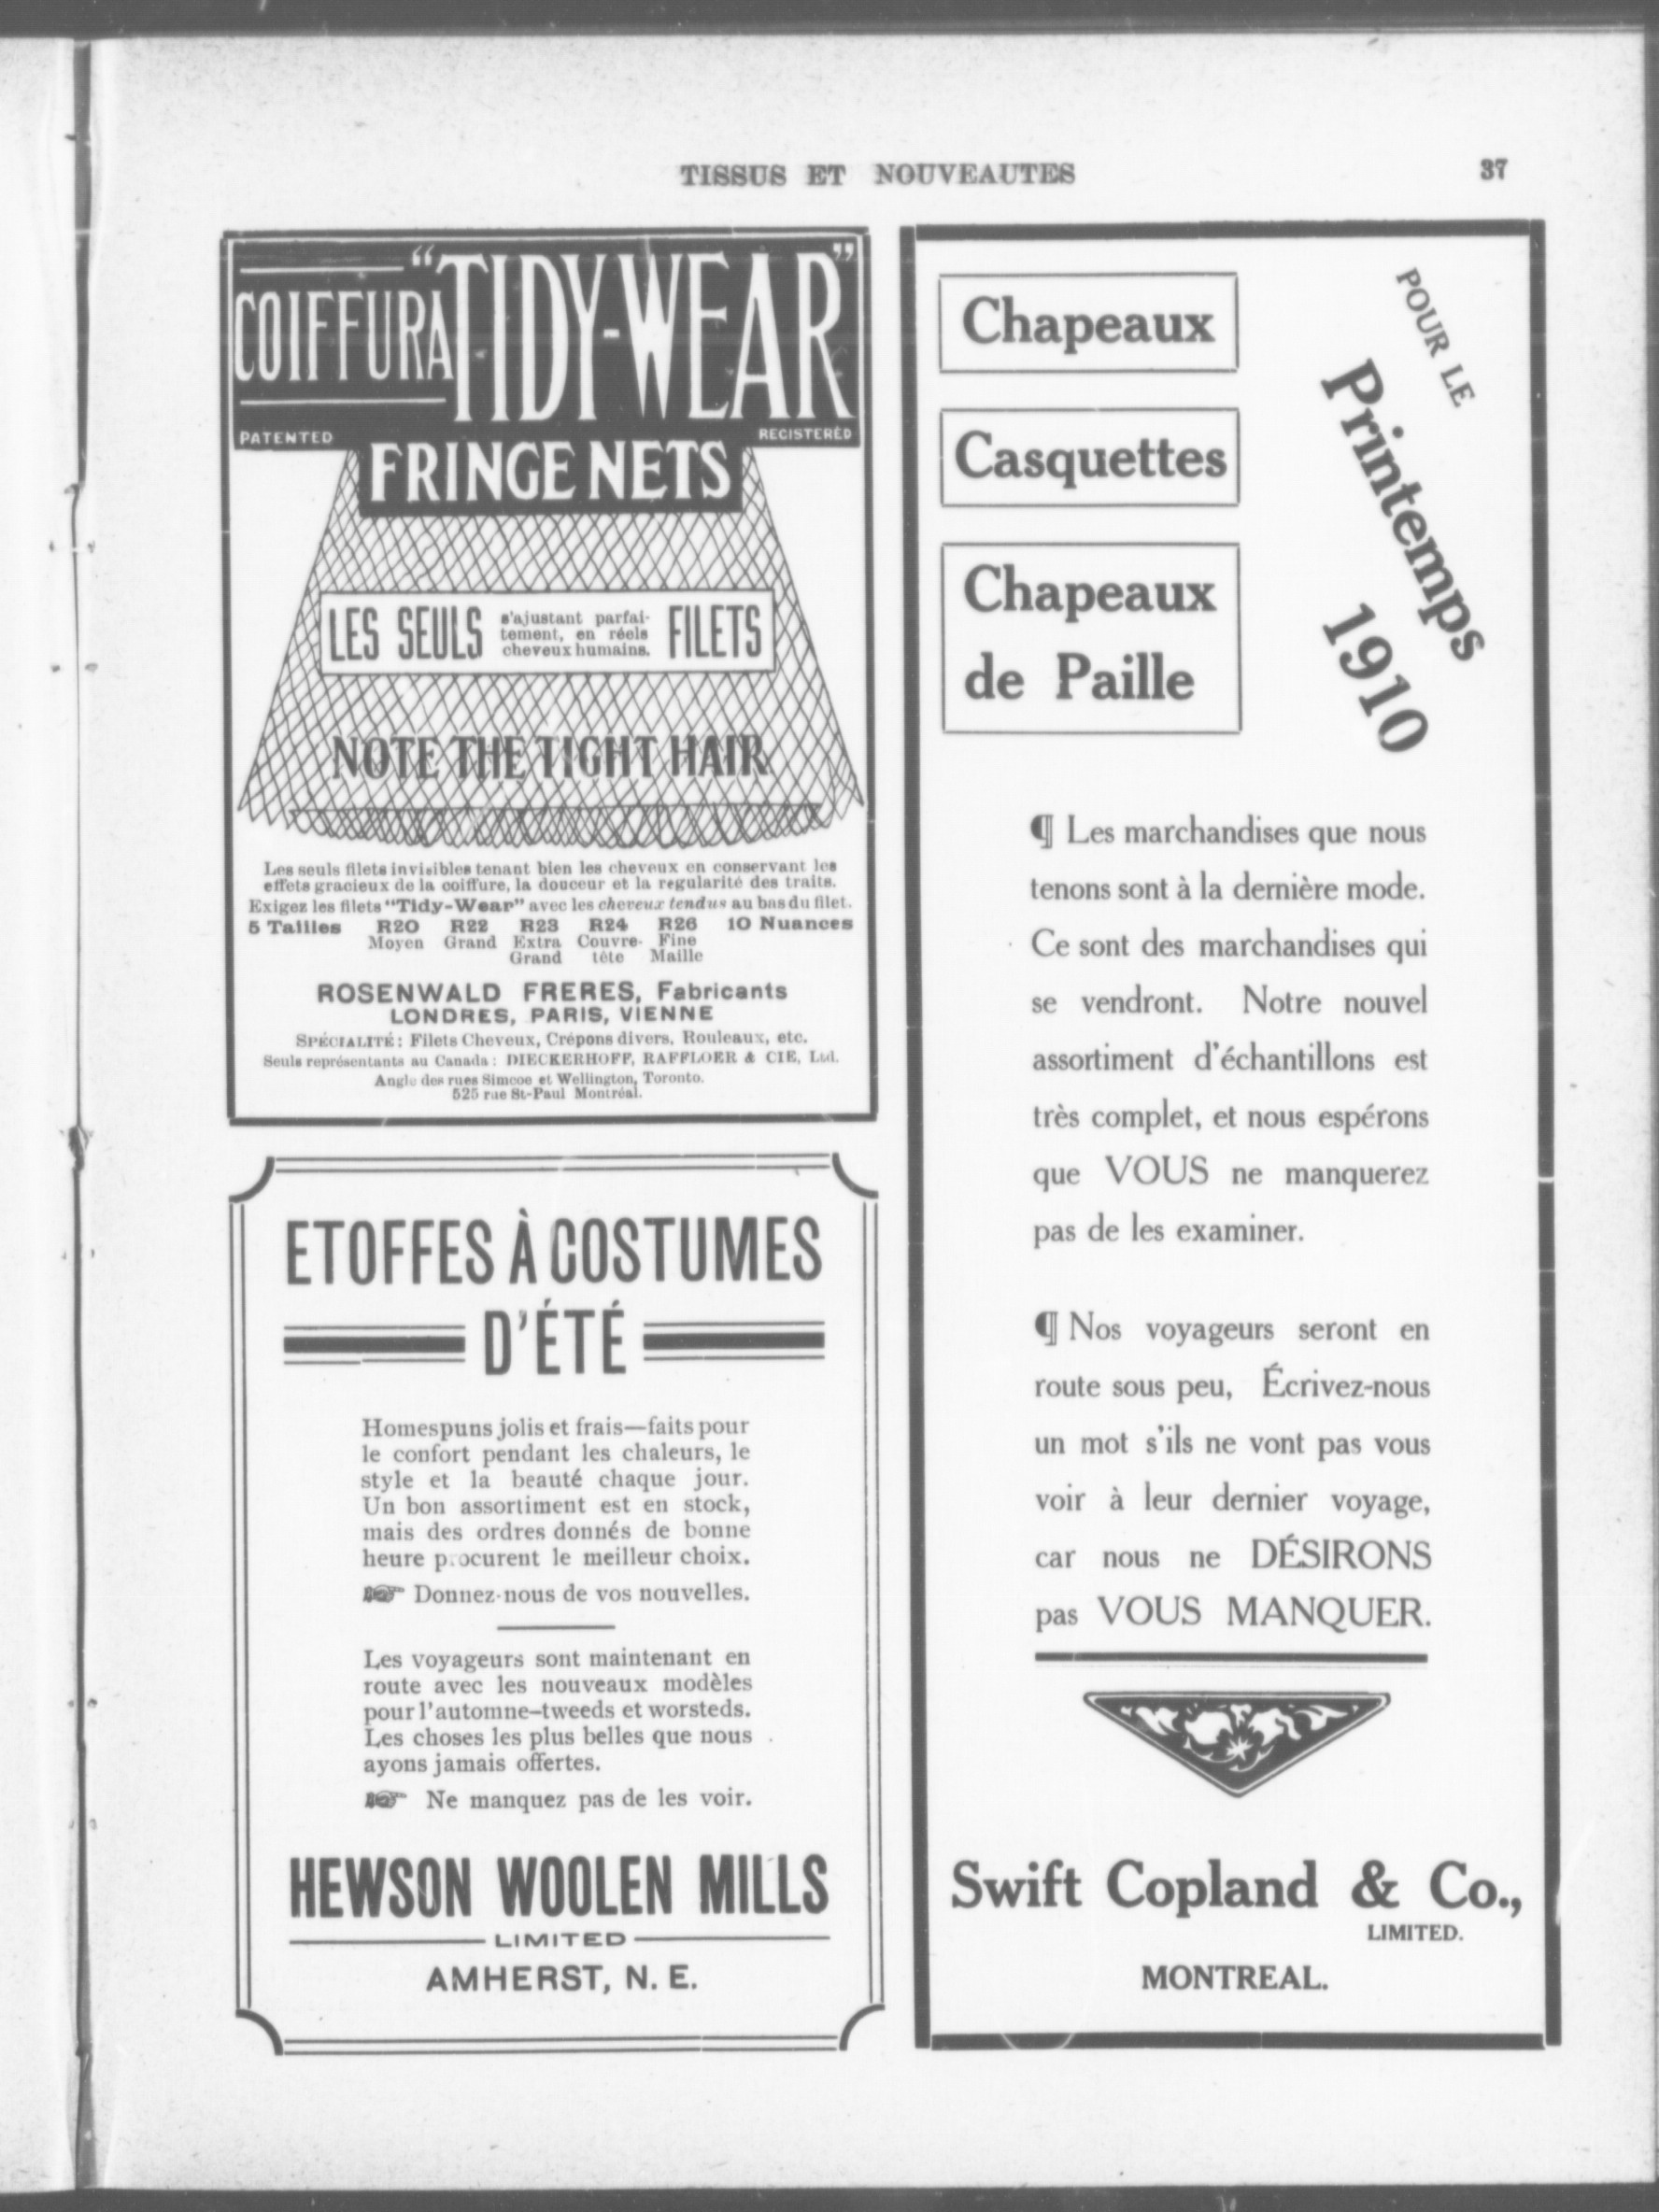 TISSUS ET NOUVEAUTES
37
COIFFURA "TIDY-WEAR"
PATENTED
REGISTERED
FRINGE NETS
LES SEULS s'ajustant parfai-
tement, en réels
cheveux humains. FILETS
NOTE THE TIGHT HAIR
Les seuls filets invisibles tenant bien les cheveux en conservant les
effets gracieux de la coiffure, la douceur et la regularité des traits.
Exigez les filets "Tidy-Wear" avec les cheveux tendus au bas du filet.
5 Tailles R20 R22 R23 R24 R26 10 Nuances
Moyen Grand Extra Couvre- Fine
Grand tête Maille
ROSENWALD FRERES, Fabricants
LONDRES, PARIS, VIENNE
SPÉCIALITÉ: Filets Cheveux, Crépons divers, Rouleaux, etc.
Seuls représentants au Canada: DIECKERHOFF, RAFFLOER & CIE, Ltd.
Angle des rues Simcoe et Wellington, Toronto.
525 rue St-Paul Montréal.
ETOFFES À COSTUMES
D'ÉTÉ
Homespuns jolis et frais—faits pour
le confort pendant les chaleurs, le
style et la beauté chaque jour.
Un bon assortiment est en stock,
mais des ordres donnés de bonne
heure procurent le meilleur choix.
☞ Donnez-nous de vos nouvelles.
Les voyageurs sont maintenant en
route avec les nouveaux modèles
pour l'automne—tweeds et worsteds.
Les choses les plus belles que nous
ayons jamais offertes.
☞ Ne manquez pas de les voir.
HEWSON WOOLEN MILLS
LIMITED
AMHERST, N. E.
Chapeaux
Casquettes
Chapeaux
de Paille
POUR LE
Printemps
1910
¶ Les marchandises que nous
tenons sont à la dernière mode.
Ce sont des marchandises qui
se vendront. Notre nouvel
assortiment d'échantillons est
très complet, et nous espérons
que VOUS ne manquerez
pas de les examiner.
¶ Nos voyageurs seront en
route sous peu, Écrivez-nous
un mot s'ils ne vont pas vous
voir à leur dernier voyage,
car nous ne DÉSIRONS
pas VOUS MANQUER.
Swift Copland & Co.,
LIMITED.
MONTREAL.